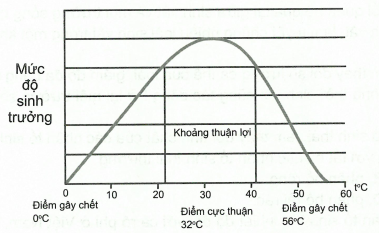 Mức
độ
sinh
trưởng
Khoảng thuận lợi
0 10 20 30 40 50 60 t°C
Điểm gây chết
0°C
Điểm cực thuận
32°C
Điểm gây chết
56°C